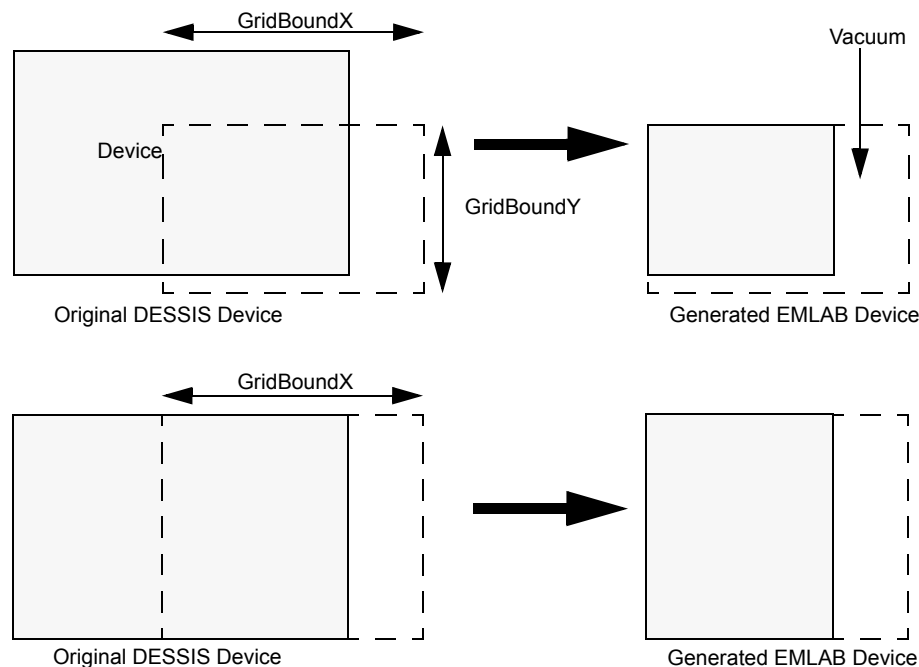 GridBoundX
Vacuum
Device
GridBoundY
Original DESSIS Device
Generated EMLAB Device
GridBoundX
Original DESSIS Device
Generated EMLAB Device